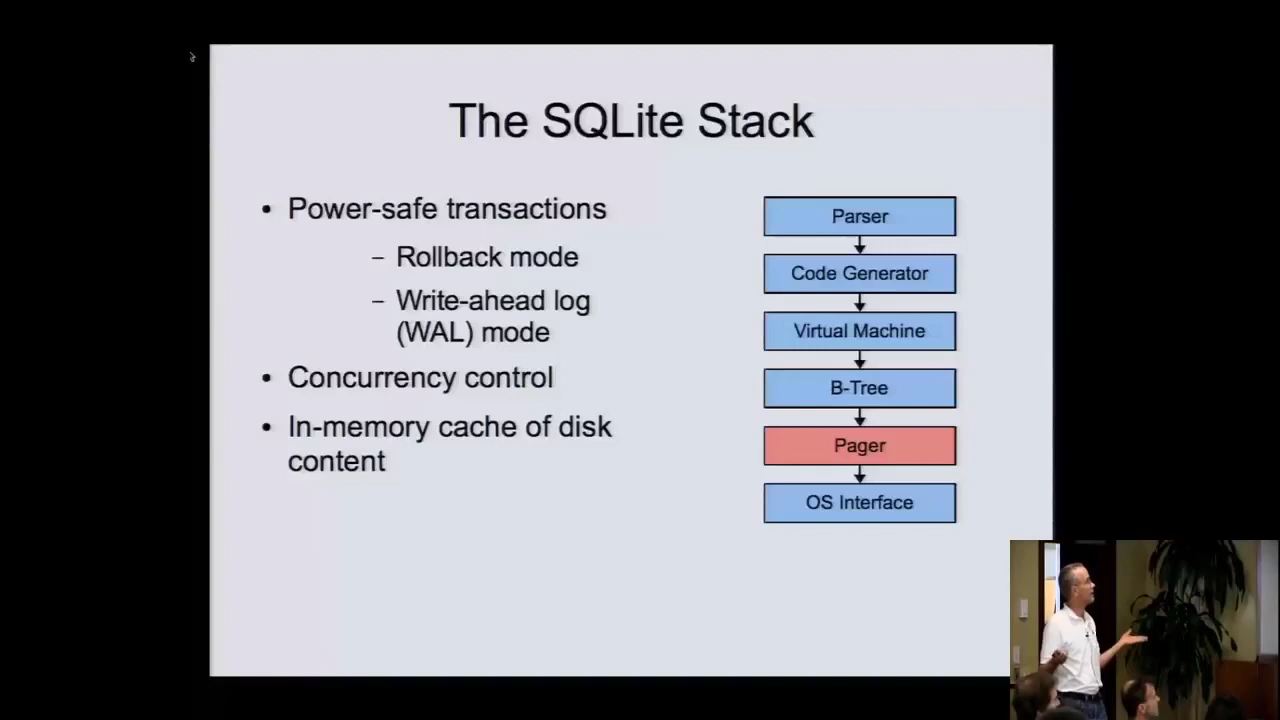 The SQLite Stack
• Power-safe transactions
– Rollback mode
– Write-ahead log
(WAL) mode
• Concurrency control
• In-memory cache of disk
content
Parser
Code Generator
Virtual Machine
B-Tree
Pager
OS Interface